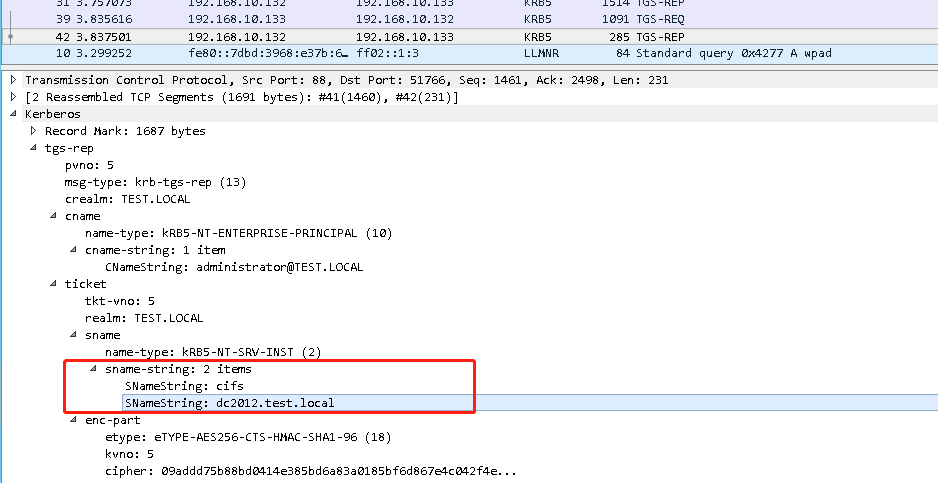 31 3.757073 192.168.10.132 192.168.10.133 KRB5 1514 TGS-REP
39 3.835616 192.168.10.133 192.168.10.132 KRB5 1091 TGS-REQ
42 3.837501 192.168.10.132 192.168.10.133 KRB5 285 TGS-REP
10 3.299252 fe80::7dbd:3968:e37b:6… ff02::1:3 LLMNR 84 Standard query 0x4277 A wpad
Transmission Control Protocol, Src Port: 88, Dst Port: 51766, Seq: 1461, Ack: 2498, Len: 231
[2 Reassembled TCP Segments (1691 bytes): #41(1460), #42(231)]
Kerberos
Record Mark: 1687 bytes
tgs-rep
pvno: 5
msg-type: krb-tgs-rep (13)
crealm: TEST.LOCAL
cname
name-type: kRB5-NT-ENTERPRISE-PRINCIPAL (10)
cname-string: 1 item
CNameString: administrator@TEST.LOCAL
ticket
tkt-vno: 5
realm: TEST.LOCAL
sname
name-type: kRB5-NT-SRV-INST (2)
sname-string: 2 items
SNameString: cifs
SNameString: dc2012.test.local
enc-part
etype: eTYPE-AES256-CTS-HMAC-SHA1-96 (18)
kvno: 5
cipher: 09addd75b88bd0414e385bd6a83a0185bf6d867e4c042f4e...